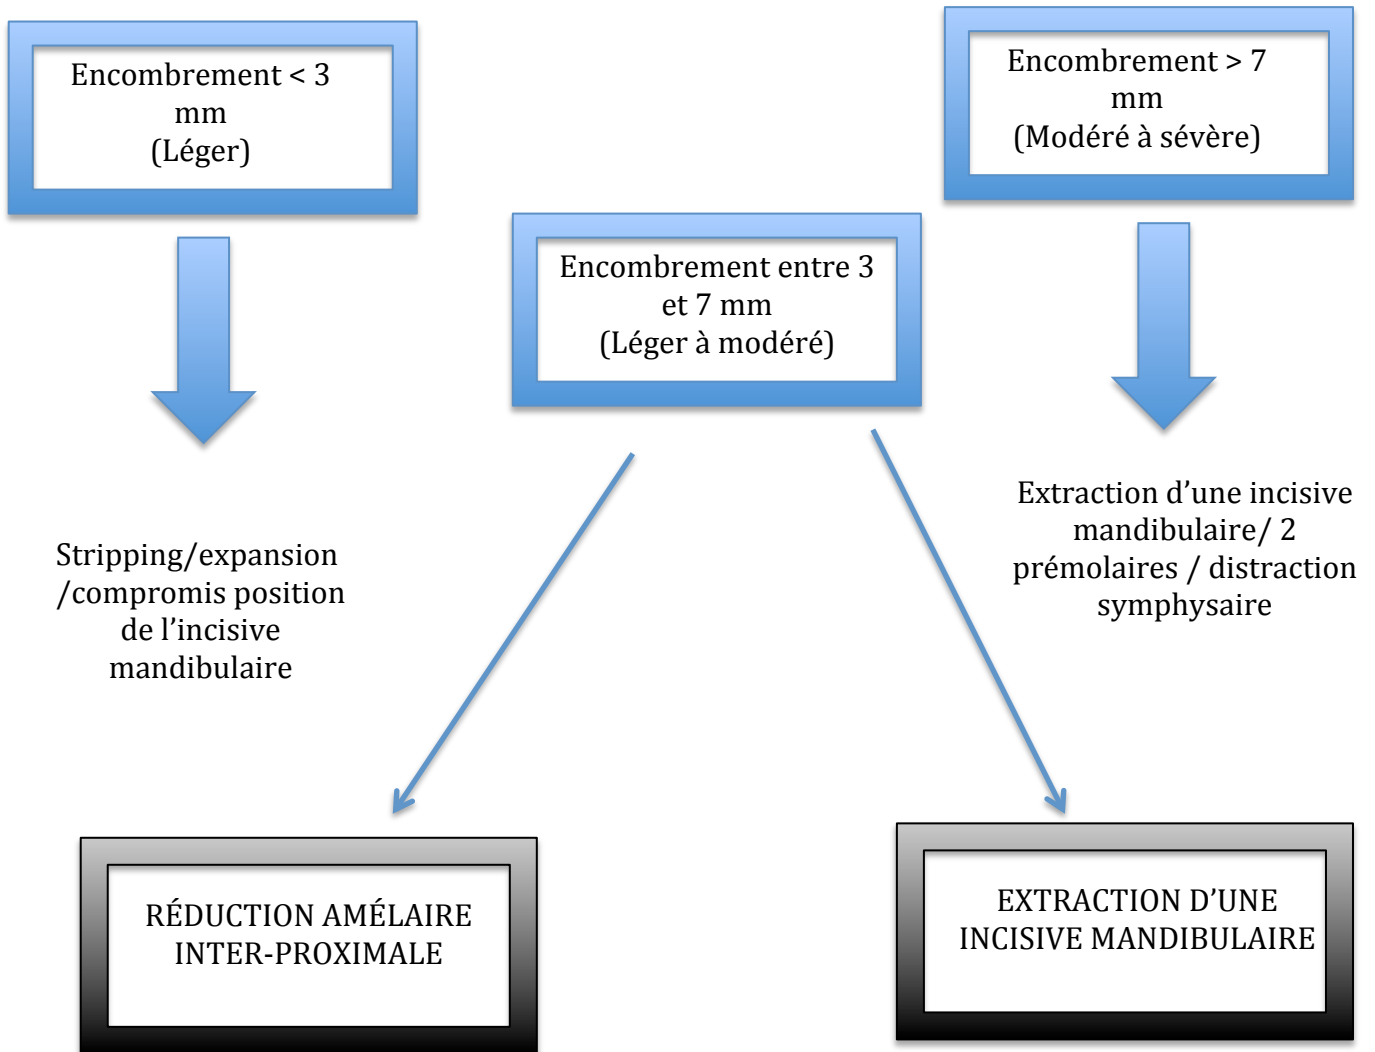 Encombrement < 3
mm
(Léger)
Encombrement > 7
mm
(Modéré à sévère)
Encombrement entre 3
et 7 mm
(Léger à modéré)
Stripping/expansion
/compromis position
de l’incisive
mandibulaire
Extraction d’une incisive
mandibulaire/ 2
prémolaires / distraction
symphysaire
RÉDUCTION AMÉLAIRE
INTER-PROXIMALE
EXTRACTION D’UNE
INCISIVE MANDIBULAIRE